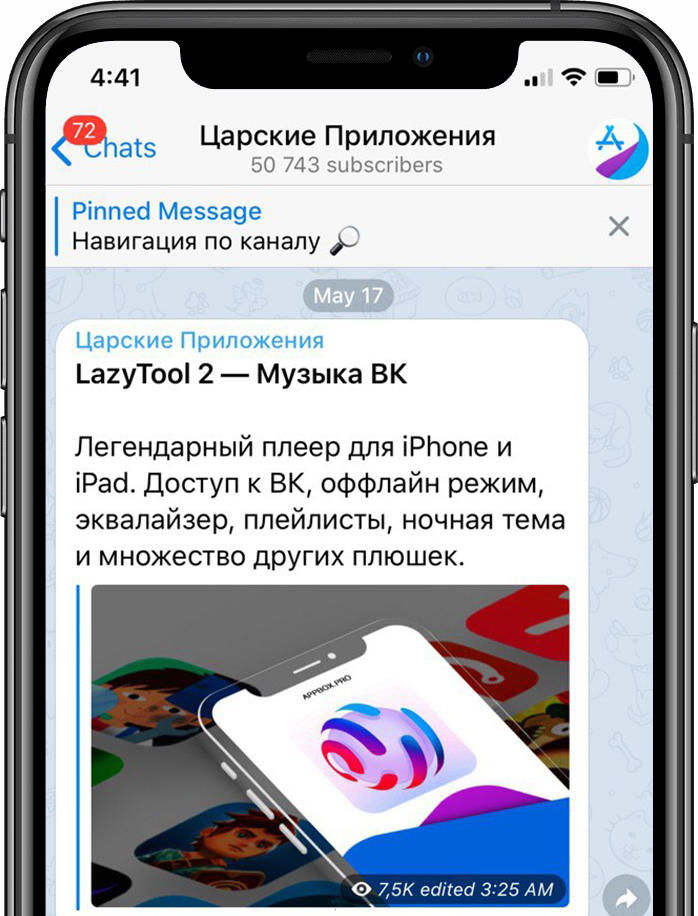 4:41
72
Chats
Царские Приложения
50 743 subscribers
Pinned Message
Навигация по каналу
May 17
Царские Приложения
LazyTool 2 — Музыка ВК
Легендарный плеер для iPhone и
iPad. Доступ к ВК, оффлайн режим,
эквалайзер, плейлисты, ночная тема
и множество других плюшек.
APPBOX.PRO
7,5K edited 3:25 AM